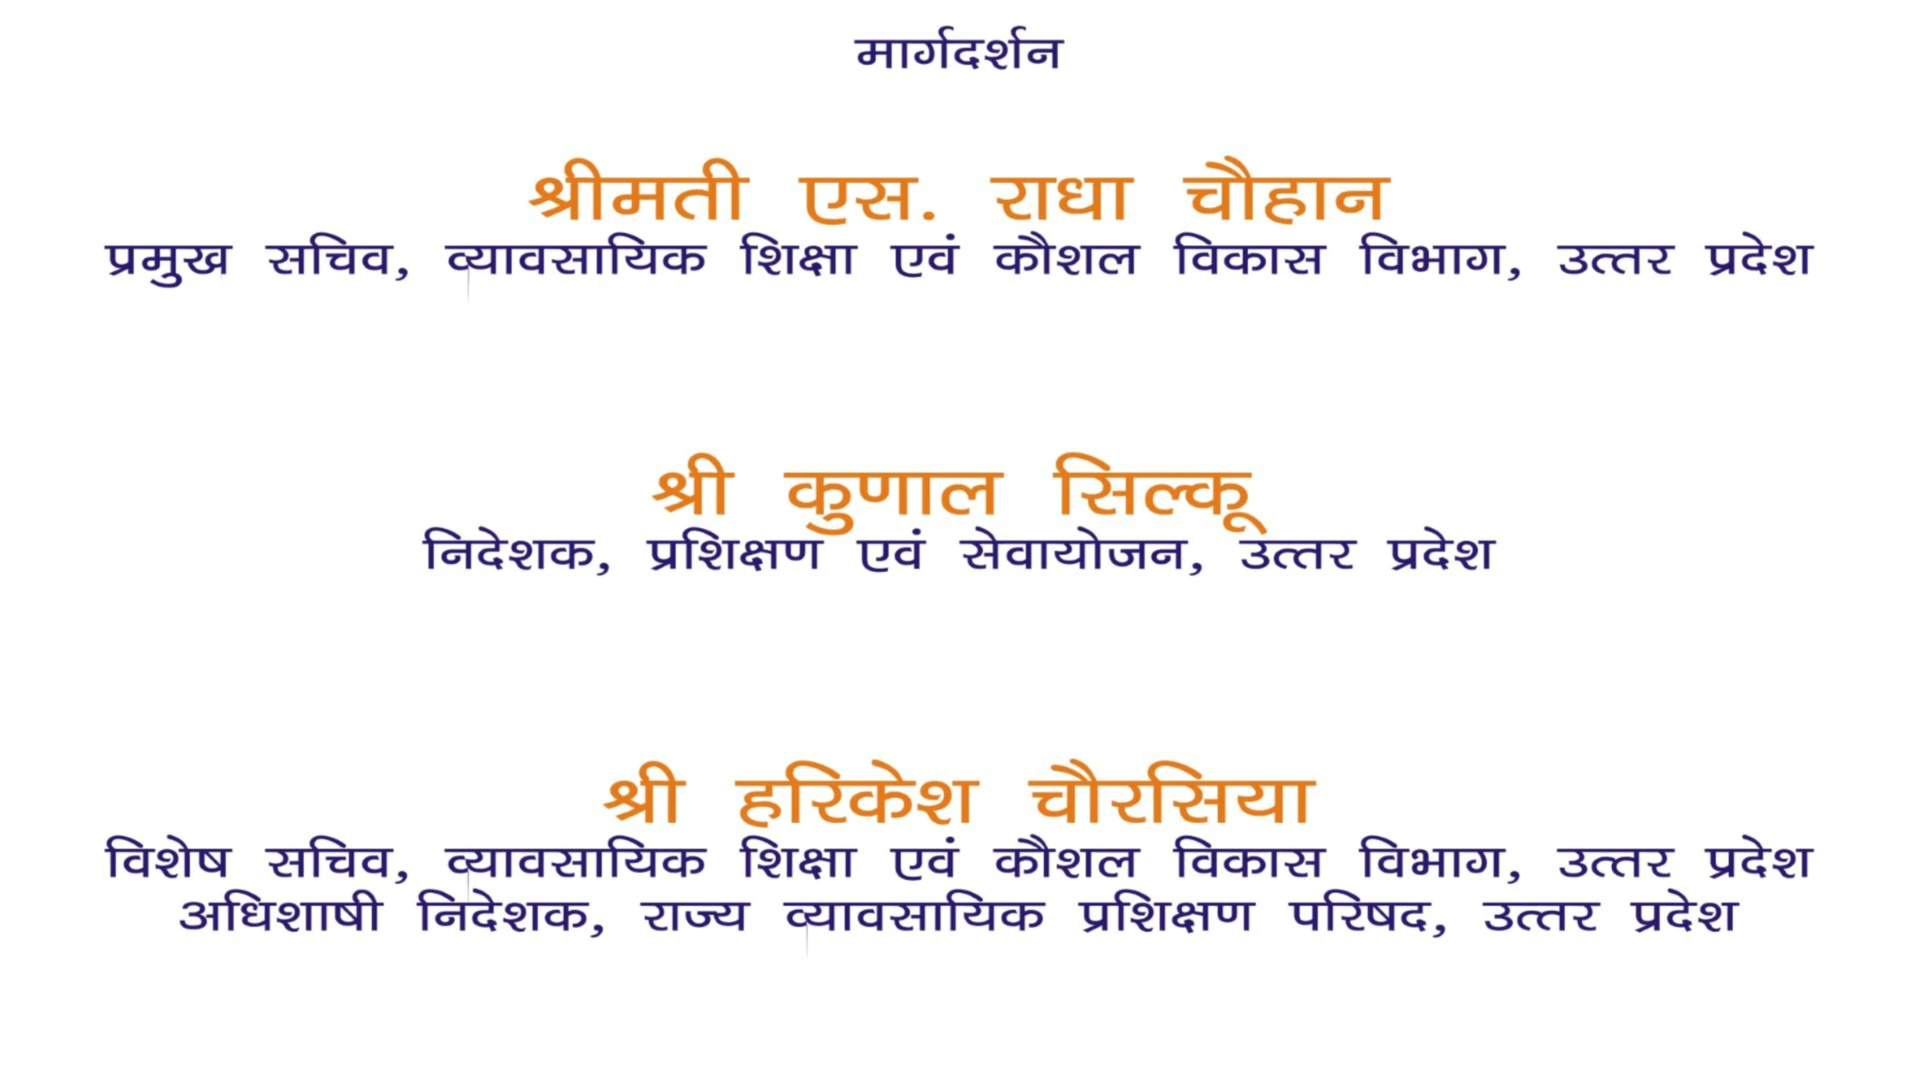 मार्गदर्शन
श्रीमती एस. राधा चौहान
प्रमुख सचिव, व्यावसायिक शिक्षा एवं कौशल विकास विभाग, उत्तर प्रदेश
श्री कुणाल सिल्कू
निदेशक, प्रशिक्षण एवं सेवायोजन, उत्तर प्रदेश
श्री हरिकेश चौरसिया
विशेष सचिव, व्यावसायिक शिक्षा एवं कौशल विकास विभाग, उत्तर प्रदेश
अधिशाषी निदेशक, राज्य व्यावसायिक प्रशिक्षण परिषद, उत्तर प्रदेश